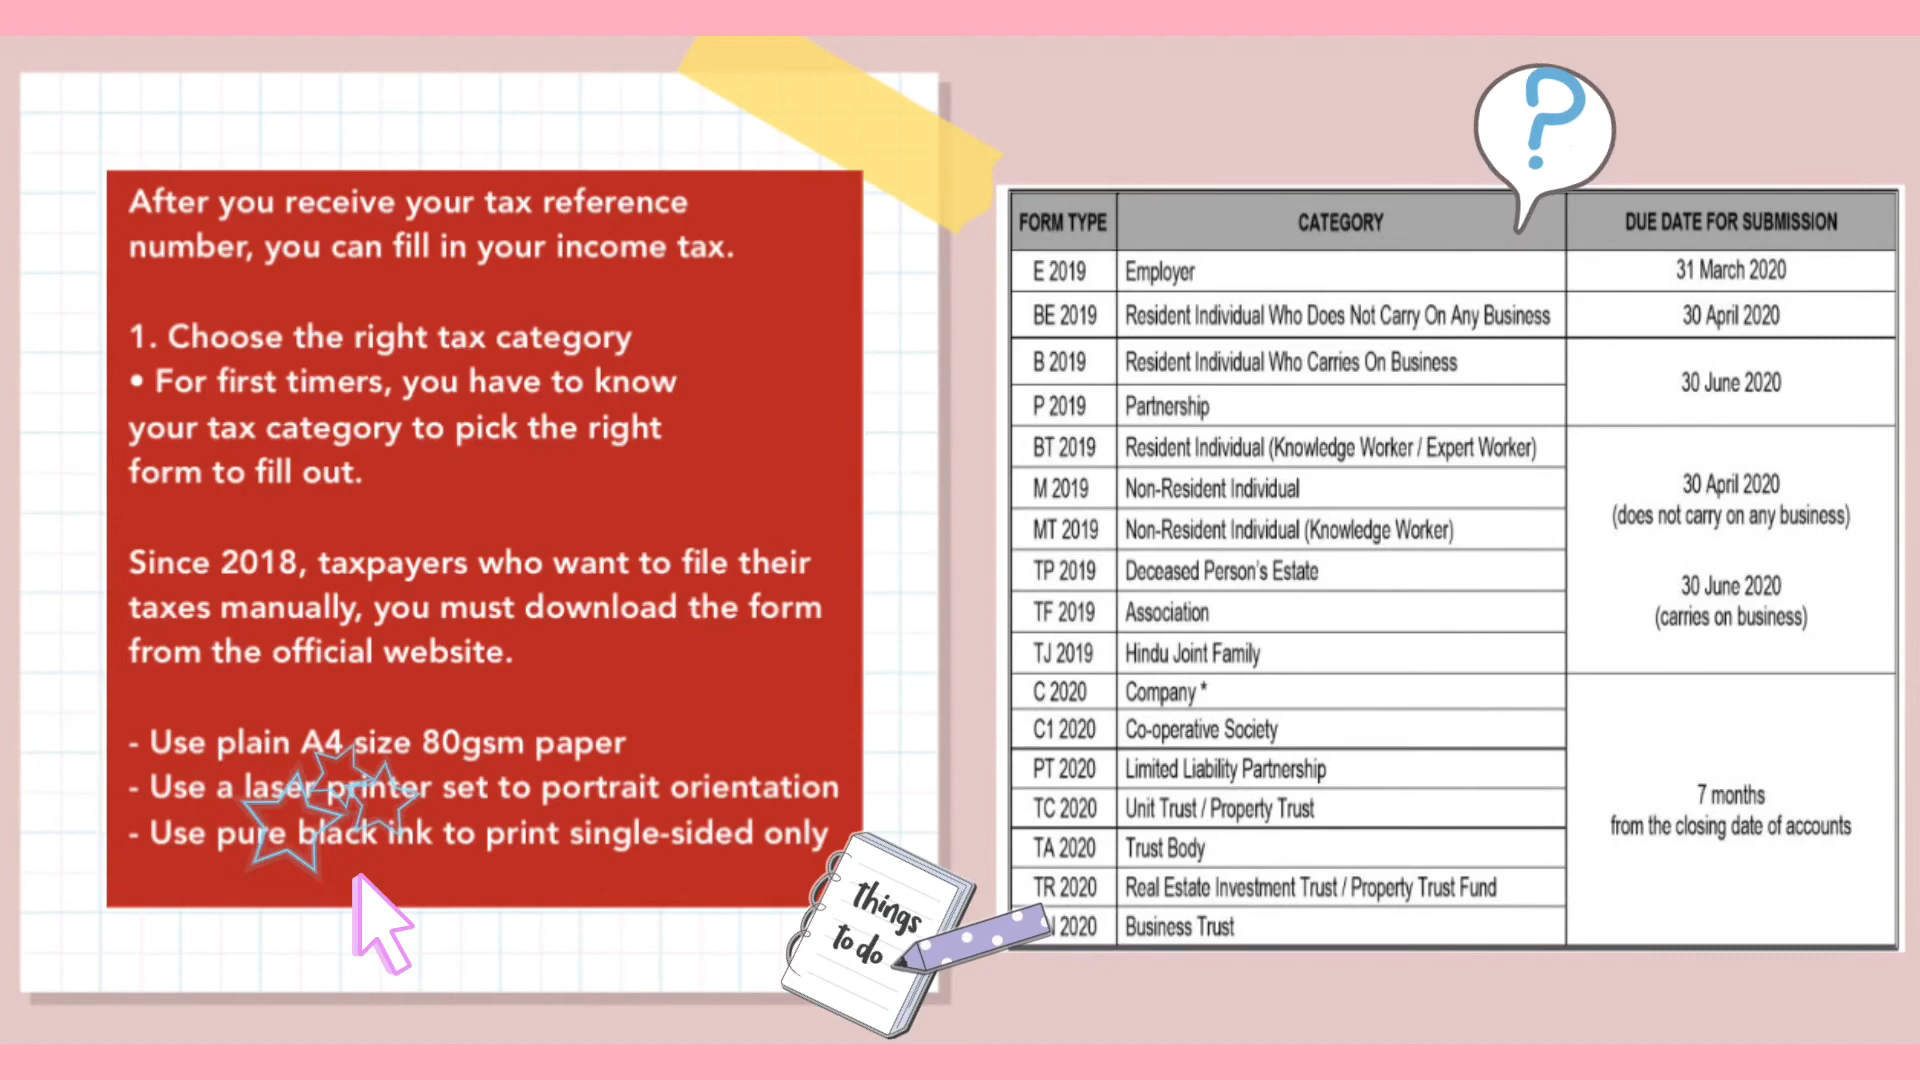 After you receive your tax reference
number, you can fill in your income tax.
1. Choose the right tax category
• For first timers, you have to know
your tax category to pick the right
form to fill out.
Since 2018, taxpayers who want to file their
taxes manually, you must download the form
from the official website.
- Use plain A4 size 80gsm paper
- Use a laser printer set to portrait orientation
- Use pure black ink to print single-sided only
things
to do
?
FORM TYPE CATEGORY DUE DATE FOR SUBMISSION
E 2019 Employer 31 March 2020
BE 2019 Resident Individual Who Does Not Carry On Any Business 30 April 2020
B 2019 Resident Individual Who Carries On Business
30 June 2020
P 2019 Partnership
BT 2019 Resident Individual (Knowledge Worker / Expert Worker)
M 2019 Non-Resident Individual
30 April 2020
(does not carry on any business)
MT 2019 Non-Resident Individual (Knowledge Worker)
TP 2019 Deceased Person's Estate
30 June 2020
(carries on business)
TF 2019 Association
TJ 2019 Hindu Joint Family
C 2020 Company *
C1 2020 Co-operative Society
PT 2020 Limited Liability Partnership
TC 2020 Unit Trust / Property Trust
7 months
from the closing date of accounts
TA 2020 Trust Body
TR 2020 Real Estate Investment Trust / Property Trust Fund
2020 Business Trust